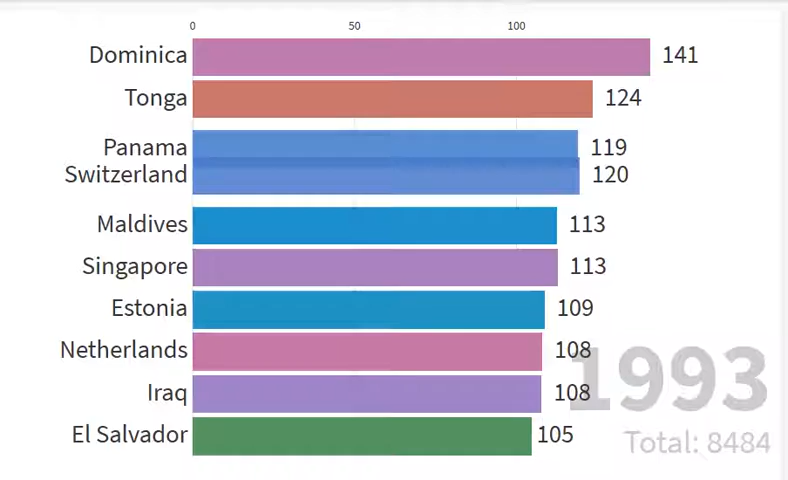 0 50 100
Dominica 141
Tonga 124
Panama 119
Switzerland 120
Maldives 113
Singapore 113
Estonia 109
Netherlands 108
Iraq 108
1993
El Salvador 105
Total: 8484